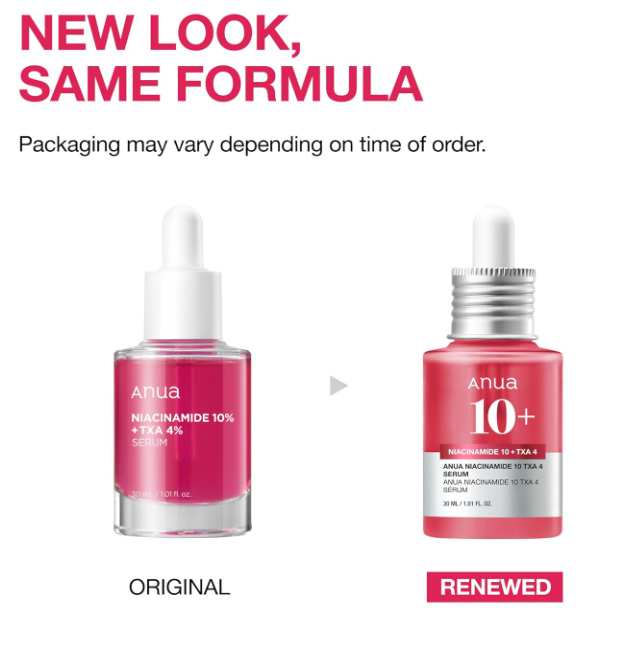 NEW LOOK,
SAME FORMULA
Packaging may vary depending on time of order.
Anua
NIACINAMIDE 10%
+ TXA 4%
SERUM
30 mL / 1.01 fl. oz.
Anua
10+
NIACINAMIDE 10 + TXA 4
ANUA NIACINAMIDE 10 TXA 4
SERUM
ANUA NIACINAMIDE 10 TXA 4
SÉRUM
30 ML / 1.01 FL. OZ.
ORIGINAL
RENEWED